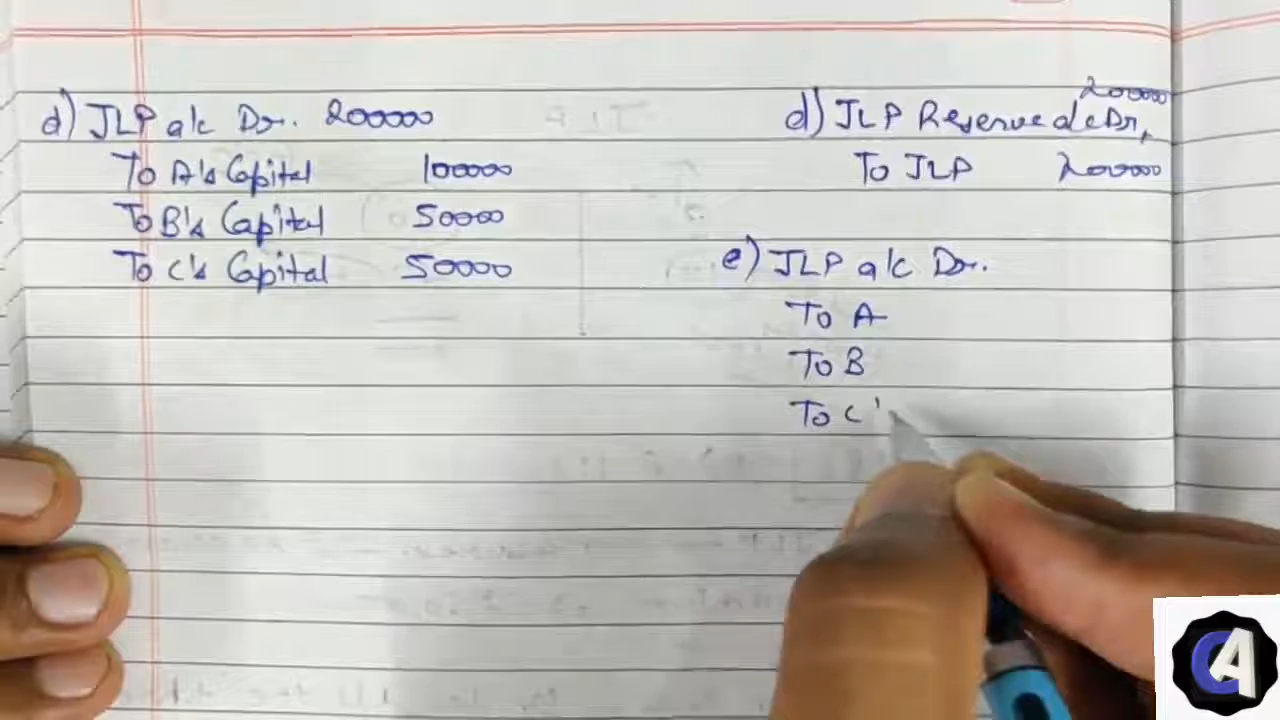 d) JLP a/c Dr. 200000
To A's Capital 100000
To B's Capital 50000
To C's Capital 50000
200000
d) JLP Reserve a/c Dr,
To JLP 200000
e) JLP a/c Dr.
To A
To B
To C'
CA